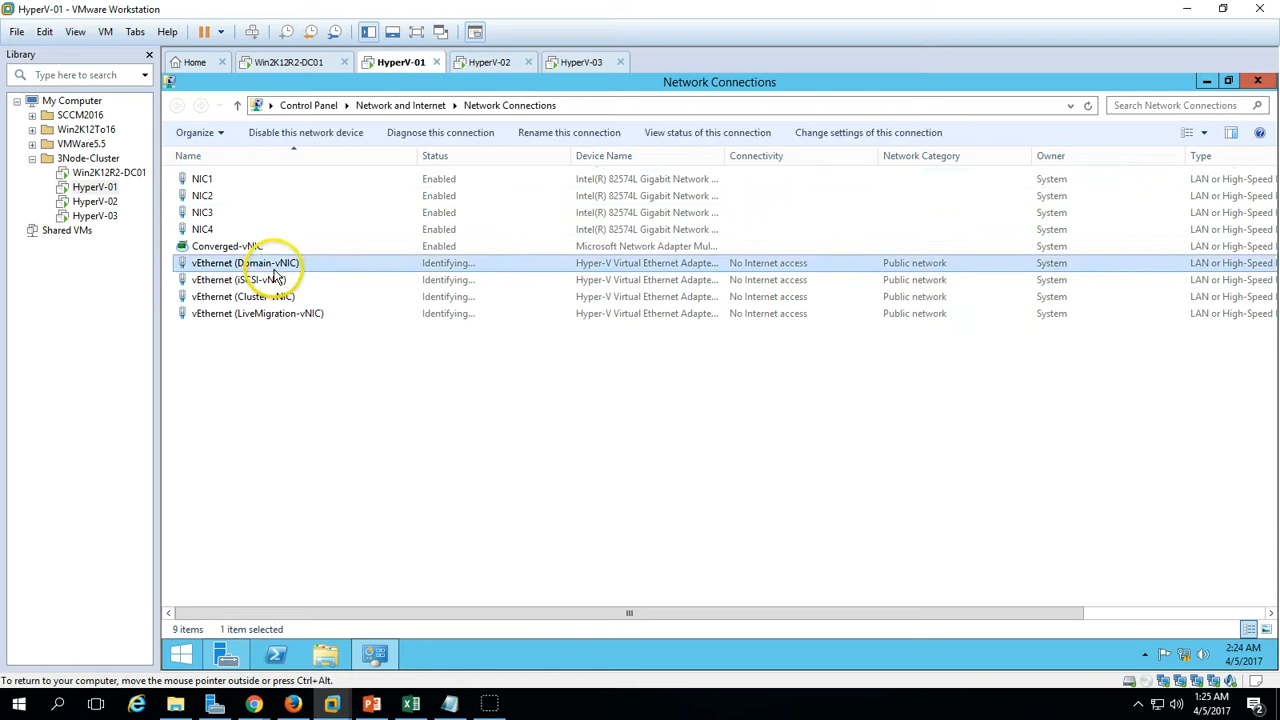 HyperV-01 - VMware Workstation
File Edit View VM Tabs Help
Library
Type here to search
My Computer
SCCM2016
Win2K12To16
VMWare5.5
3Node-Cluster
Win2K12R2-DC01
HyperV-01
HyperV-02
HyperV-03
Shared VMs
Home Win2K12R2-DC01 HyperV-01 HyperV-02 HyperV-03
Network Connections
Control Panel Network and Internet Network Connections
Search Network Connections
Organize Disable this network device Diagnose this connection Rename this connection View status of this connection Change settings of this connection
Name Status Device Name Connectivity Network Category Owner Type
NIC1 Enabled Intel(R) 82574L Gigabit Network ... System LAN or High-Speed I
NIC2 Enabled Intel(R) 82574L Gigabit Network ... System LAN or High-Speed I
NIC3 Enabled Intel(R) 82574L Gigabit Network ... System LAN or High-Speed I
NIC4 Enabled Intel(R) 82574L Gigabit Network ... System LAN or High-Speed I
Converged-vNIC Enabled Microsoft Network Adapter Mul... System LAN or High-Speed I
vEthernet (Domain-vNIC) Identifying... Hyper-V Virtual Ethernet Adapte... No Internet access Public network System LAN or High-Speed I
vEthernet (iSCSI-vNIC) Identifying... Hyper-V Virtual Ethernet Adapte... No Internet access Public network System LAN or High-Speed I
vEthernet (Cluster-vNIC) Identifying... Hyper-V Virtual Ethernet Adapte... No Internet access Public network System LAN or High-Speed I
vEthernet (LiveMigration-vNIC) Identifying... Hyper-V Virtual Ethernet Adapte... No Internet access Public network System LAN or High-Speed I
9 items 1 item selected
2:24 AM
4/5/2017
To return to your computer, move the mouse pointer outside or press Ctrl+Alt.
1:25 AM
4/5/2017
2